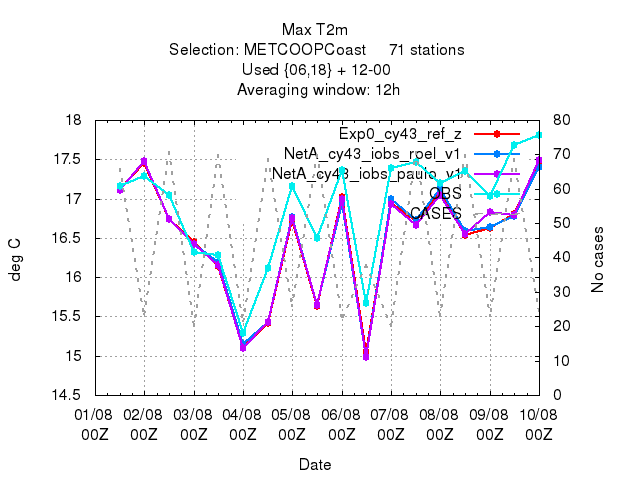 Max T2m
Selection: METCOOPCoast 71 stations
Used {06,18} + 12-00
Averaging window: 12h
18
17.5
17
16.5
16
15.5
15
14.5
deg C
80
70
60
50
40
30
20
10
0
No cases
Exp0_cy43_ref_z
NetA_cy43_iobs_rpel_v1
NetA_cy43_iobs_paulo_v1
OBS
CASES
01/08 02/08 03/08 04/08 05/08 06/08 07/08 08/08 09/08 10/08
00Z 00Z 00Z 00Z 00Z 00Z 00Z 00Z 00Z 00Z
Date